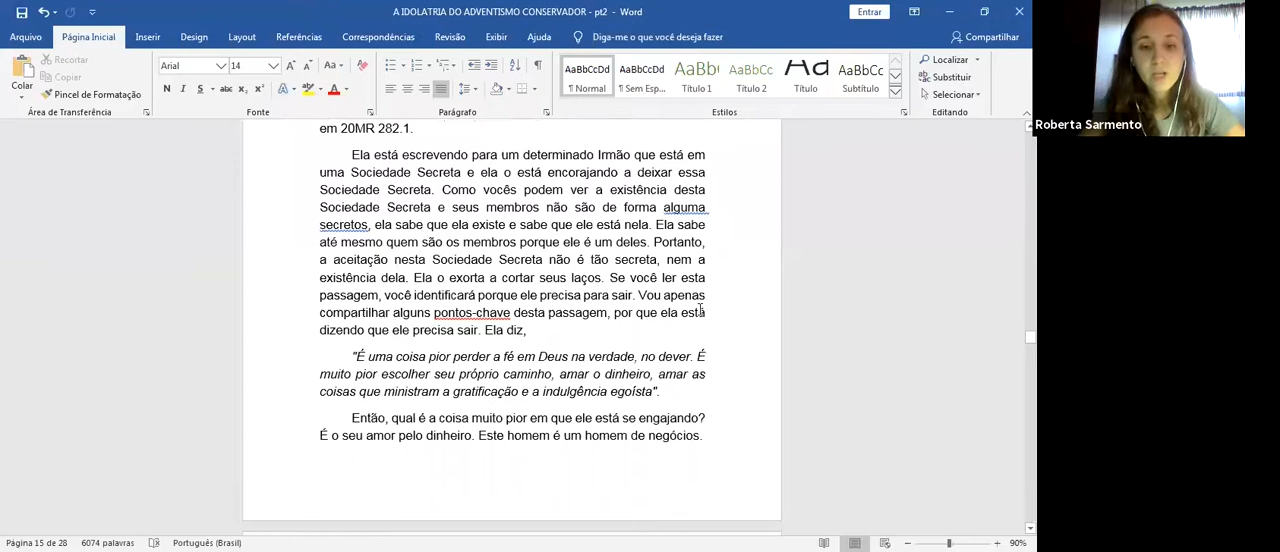 A IDOLATRIA DO ADVENTISMO CONSERVADOR - pt2 - Word
Entrar
Arquivo Página Inicial Inserir Design Layout Referências Correspondências Revisão Exibir Ajuda Diga-me o que você deseja fazer Compartilhar
Colar
Recortar
Copiar
Pincel de Formatação
Área de Transferência
Arial 14 A A Aa
N I S abc x₂ x² A A
Fonte
Parágrafo
AaBbCcDd AaBbCcDd AaBbC AaBbCc Aa AaBbCc
¶ Normal ¶ Sem Esp... Título 1 Título 2 Título Subtítulo
Estilos
Localizar
Substituir
Selecionar
Editando
Roberta Sarmento
em 20MR 282.1.
Ela está escrevendo para um determinado Irmão que está em
uma Sociedade Secreta e ela o está encorajando a deixar essa
Sociedade Secreta. Como vocês podem ver a existência desta
Sociedade Secreta e seus membros não são de forma alguma
secretos, ela sabe que ela existe e sabe que ele está nela. Ela sabe
até mesmo quem são os membros porque ele é um deles. Portanto,
a aceitação nesta Sociedade Secreta não é tão secreta, nem a
existência dela. Ela o exorta a cortar seus laços. Se você ler esta
passagem, você identificará porque ele precisa para sair. Vou apenas
compartilhar alguns pontos-chave desta passagem, por que ela está
dizendo que ele precisa sair. Ela diz,
"É uma coisa pior perder a fé em Deus na verdade, no dever. É
muito pior escolher seu próprio caminho, amar o dinheiro, amar as
coisas que ministram a gratificação e a indulgência egoísta".
Então, qual é a coisa muito pior em que ele está se engajando?
É o seu amor pelo dinheiro. Este homem é um homem de negócios.
Página 15 de 28 6074 palavras Português (Brasil) 90%